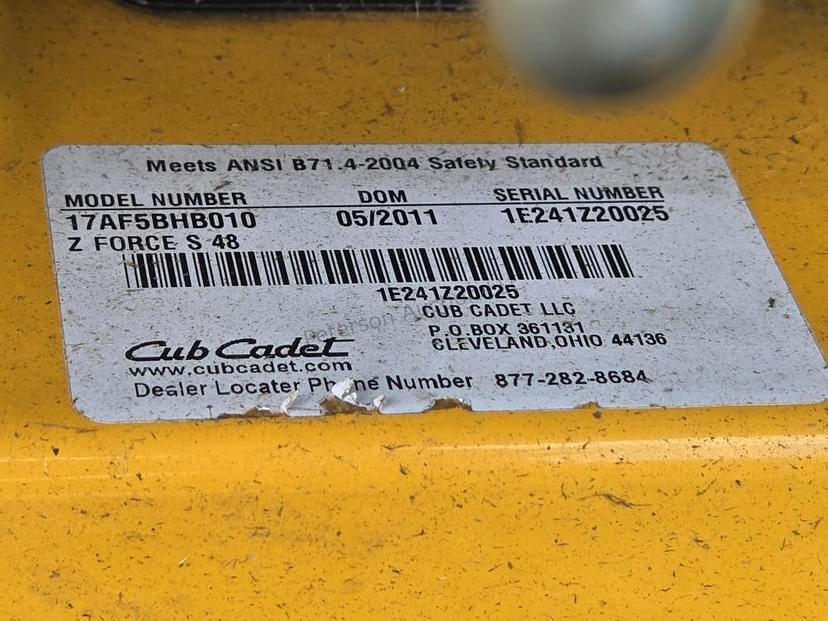 Meets ANSI B71.4-2004 Safety Standard
MODEL NUMBER DOM SERIAL NUMBER
17AF5BHB010 05/2011 1E241Z20025
Z FORCE S 48
1E241Z20025
CUB CADET LLC
P.O.BOX 361131
CLEVELAND,OHIO 44136
Cub Cadet
www.cubcadet.com
Dealer Locater Phone Number 877-282-8684
Peterson